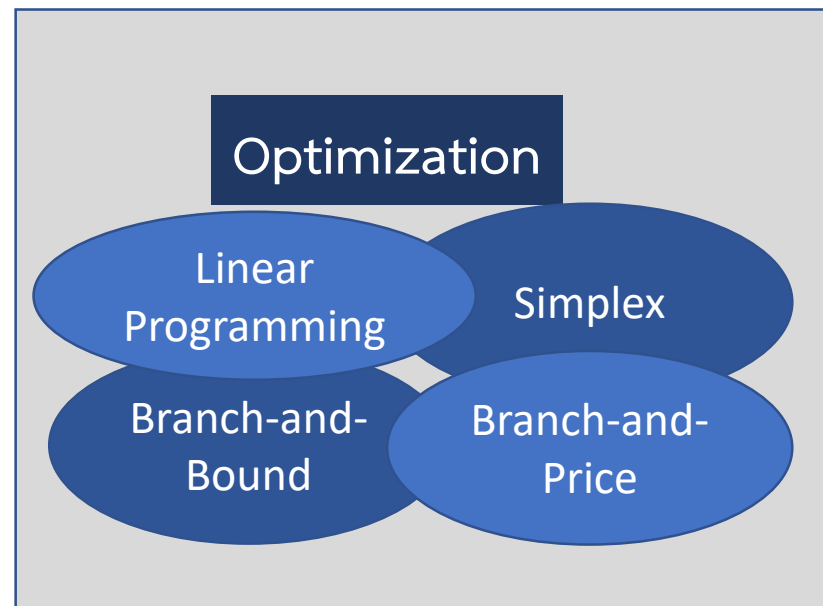 Optimization
Linear
Programming
Simplex
Branch-and-
Bound
Branch-and-
Price